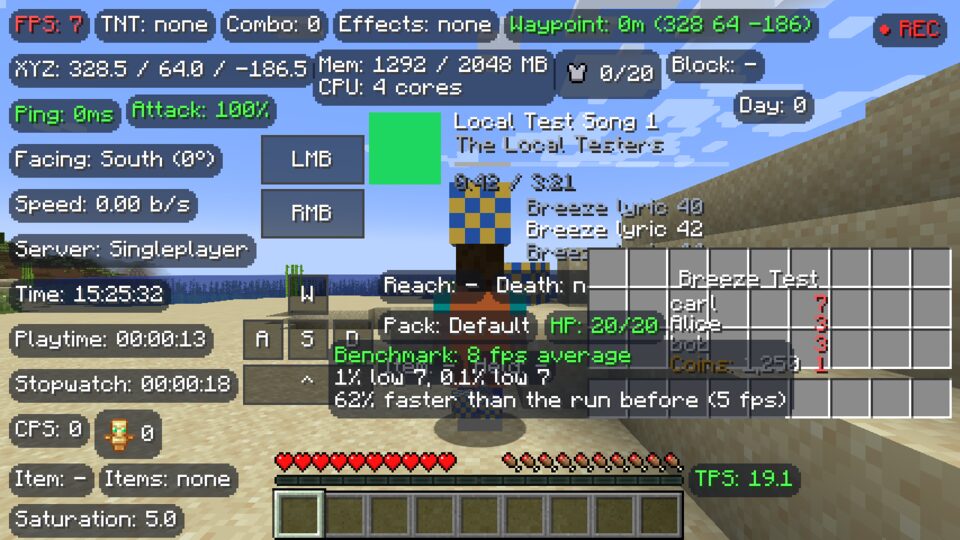 FPS: 7 TNT: none Combo: 0 Effects: none Waypoint: 0m (328 64 -186) REC
XYZ: 328.5 / 64.0 / -186.5
Mem: 1292 / 2048 MB
CPU: 4 cores
0/20
Block: -
Day: 0
Ping: 0ms
Attack: 100%
Local Test Song 1
The Local Testers
0:42 / 3:21
Facing: South (0°)
LMB
RMB
Speed: 0.00 b/s
Breeze lyric 40
Breeze lyric 42
Breeze
Server: Singleplayer
Reach: - Death: n
Breeze Test
Time: 15:25:32
W
carl 7
Alice 3
bob 3
Coins: 1,250 1
Pack: Default
HP: 20/20
Playtime: 00:00:13
A
S
D
Benchmark: 8 fps average
1% low 7, 0.1% low 7
62% faster than the run before (5 fps)
Stopwatch: 00:00:18
^
CPS: 0
0
Item: -
Items: none
TPS: 19.1
Saturation: 5.0